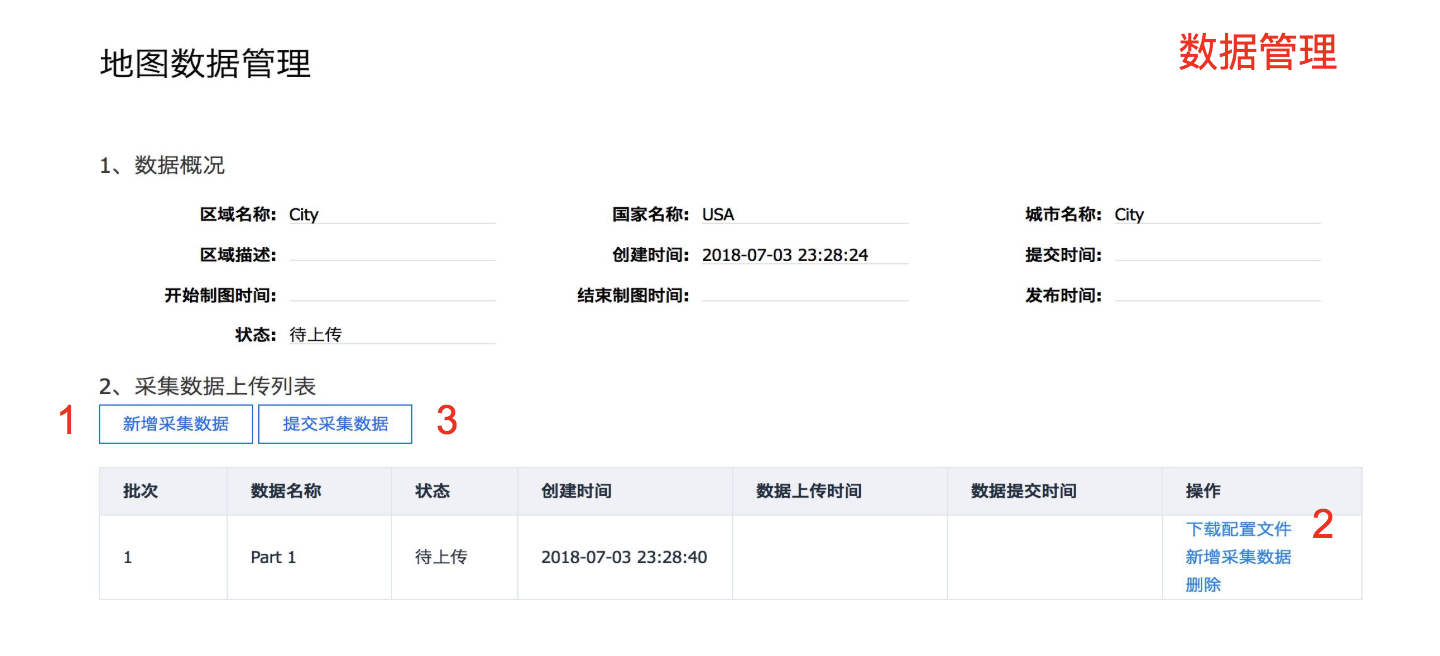 地图数据管理
数据管理
1、数据概况
区域名称: City 国家名称: USA 城市名称: City
区域描述: 创建时间: 2018-07-03 23:28:24 提交时间:
开始制图时间: 结束制图时间: 发布时间:
状态: 待上传
2、采集数据上传列表
1 新增采集数据 提交采集数据 3
批次 数据名称 状态 创建时间 数据上传时间 数据提交时间 操作
下载配置文件 2
1 Part 1 待上传 2018-07-03 23:28:40 新增采集数据
删除